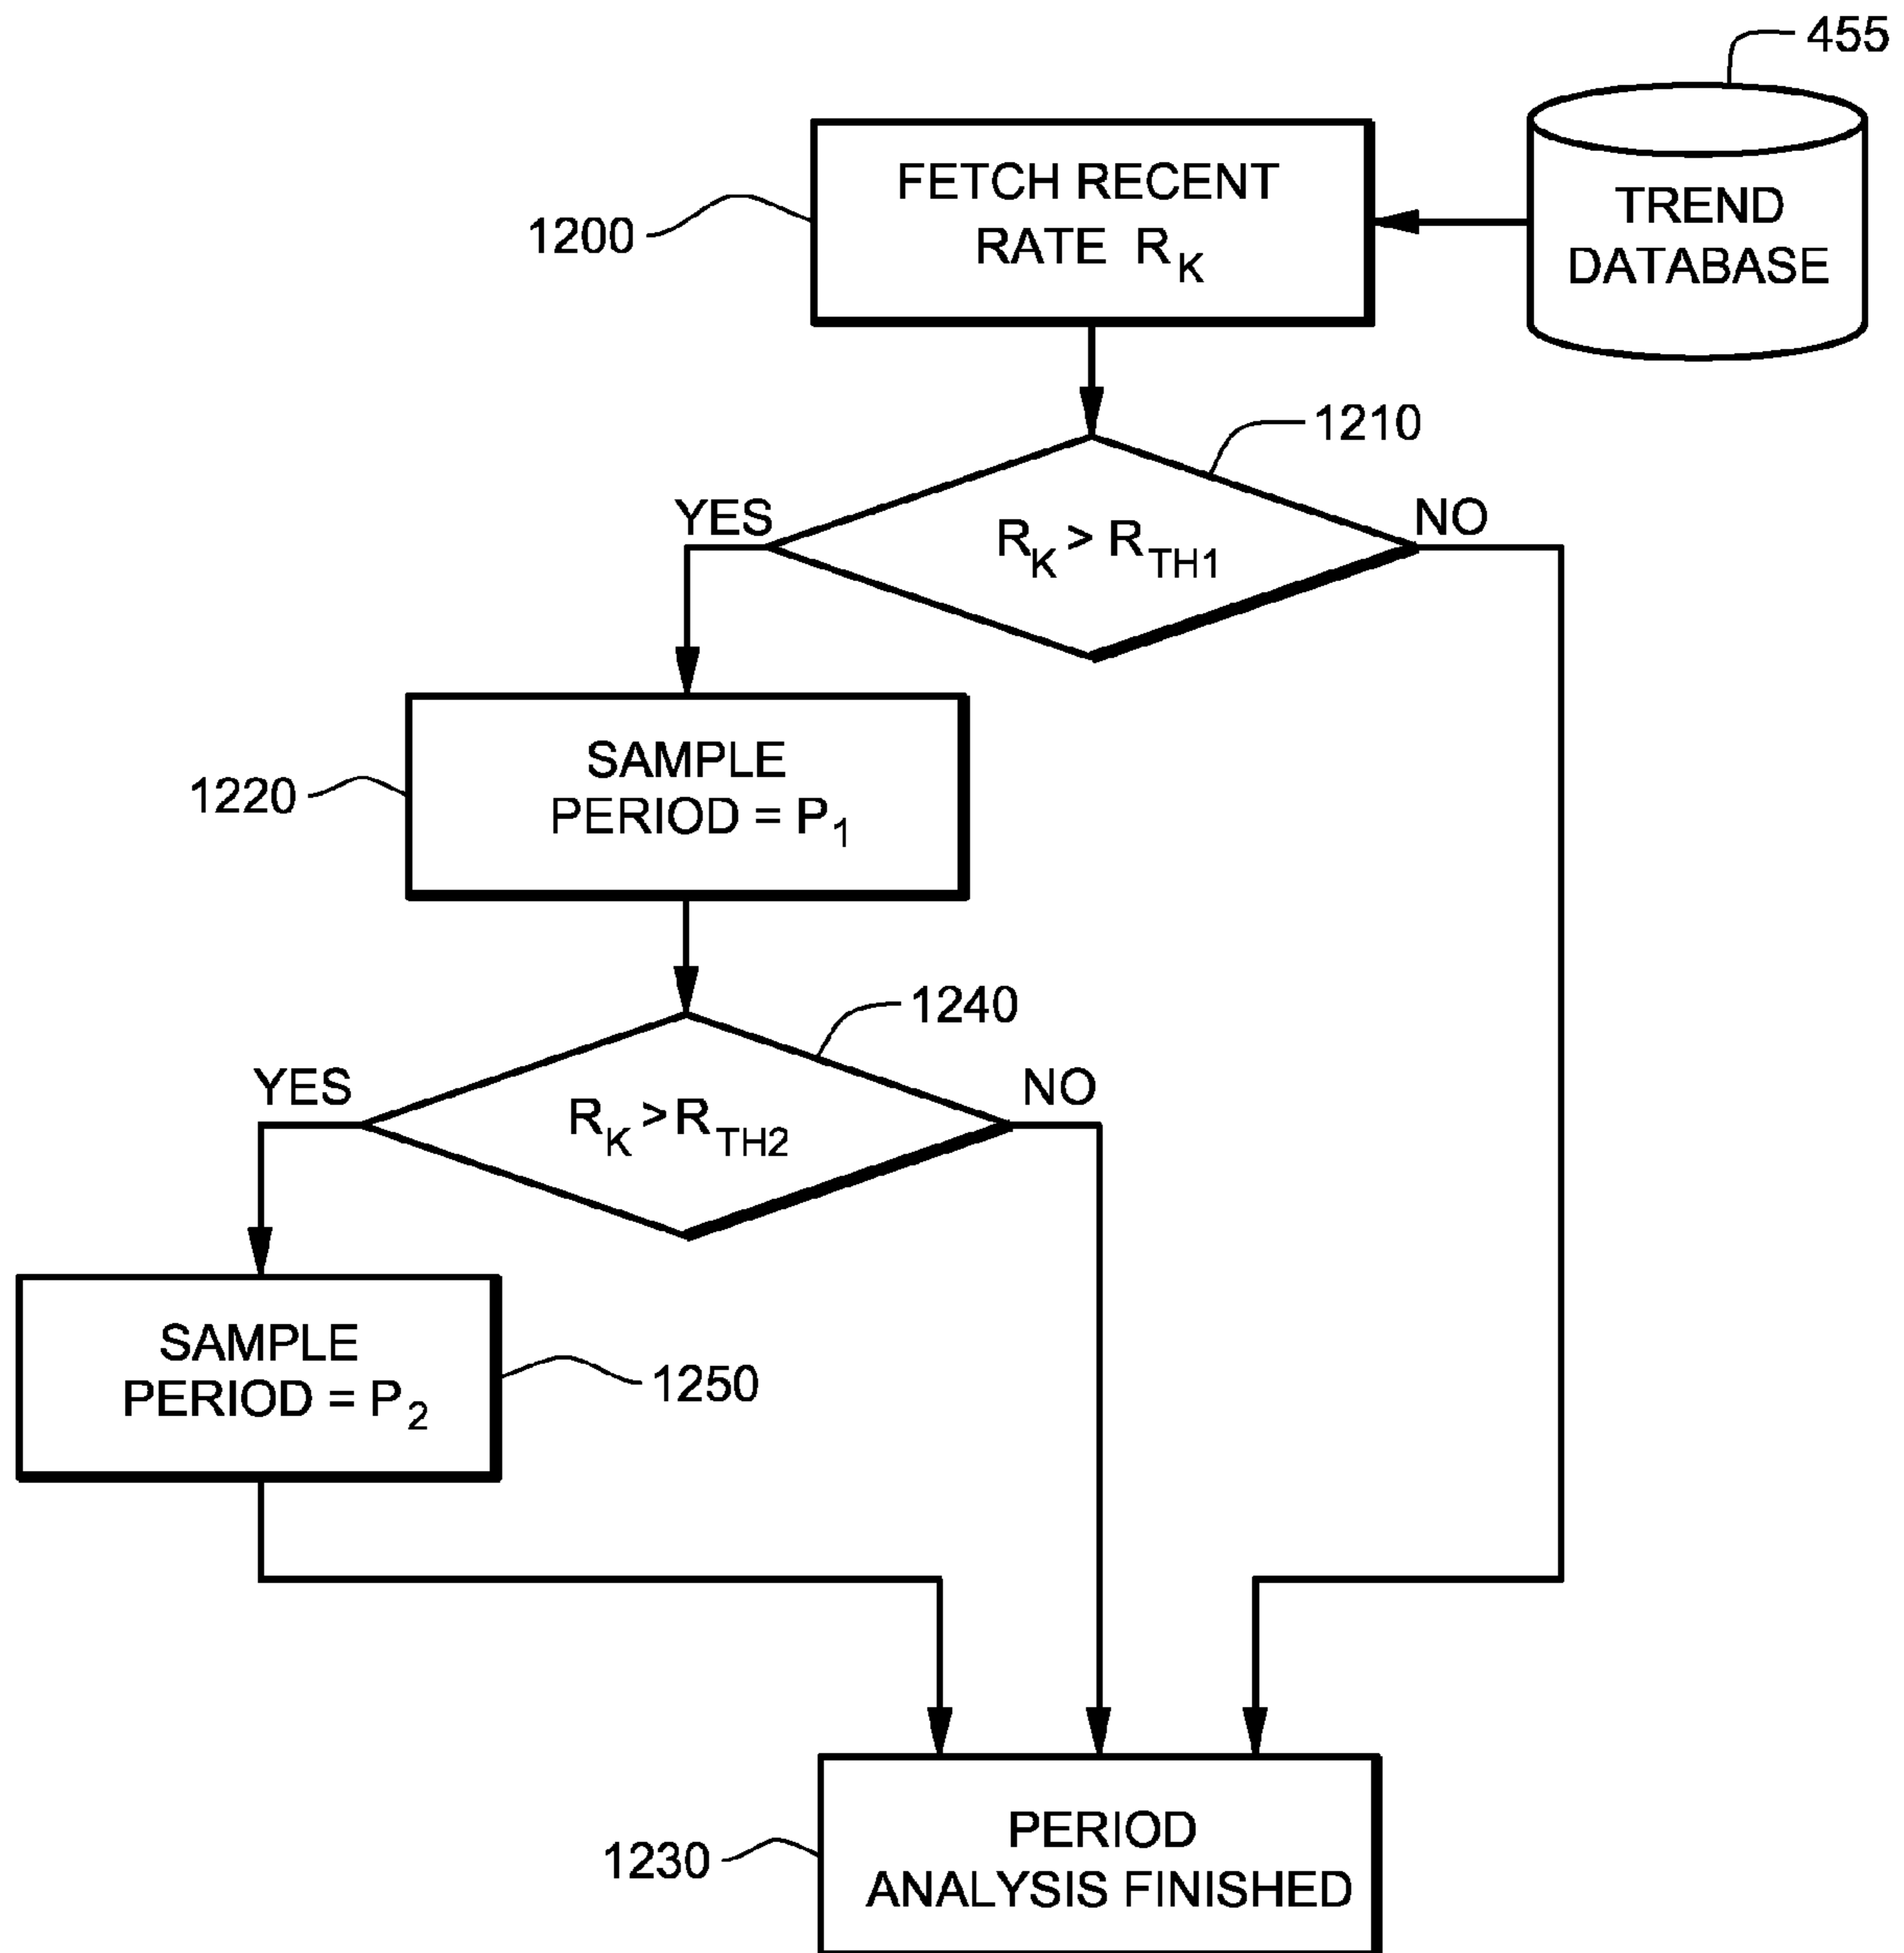 455
FETCH RECENT
RATE R_K
TREND
DATABASE
1200
1210
YES
R_K > R_TH1
NO
SAMPLE
PERIOD = P_1
1220
1240
YES
R_K > R_TH2
NO
SAMPLE
PERIOD = P_2
1250
PERIOD
ANALYSIS FINISHED
1230